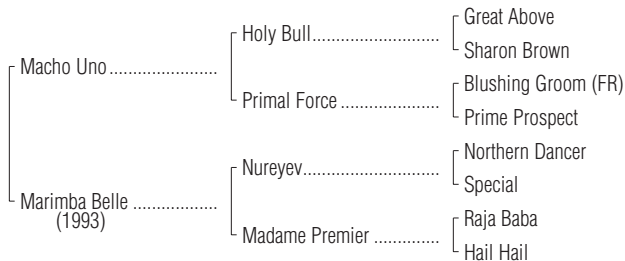 Great Above
Holy Bull
Sharon Brown
Macho Uno
Blushing Groom (FR)
Primal Force
Prime Prospect
Northern Dancer
Nureyev
Special
Marimba Belle
(1993)
Raja Baba
Madame Premier
Hail Hail